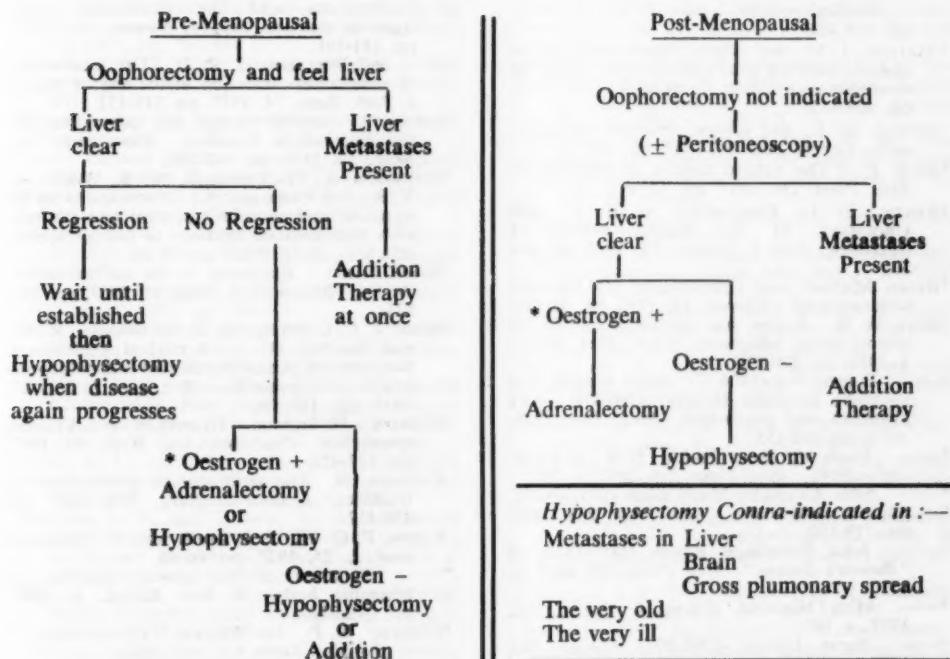 Pre-Menopausal
Oophorectomy and feel liver
Liver
clear
Liver
Metastases
Present
Regression
No Regression
Addition
Therapy
at once
Wait until
established
then
Hypophysectomy
when disease
again progresses
* Oestrogen +
Adrenalectomy
or
Hypophysectomy
Oestrogen –
Hypophysectomy
or
Addition
Post-Menopausal
Oophorectomy not indicated
(± Peritoneoscopy)
Liver
clear
Liver
Metastases
Present
* Oestrogen +
Oestrogen –
Adrenalectomy
Addition
Therapy
Hypophysectomy
Hypophysectomy Contra-indicated in :—
Metastases in Liver
Brain
Gross plumonary spread
The very old
The very ill